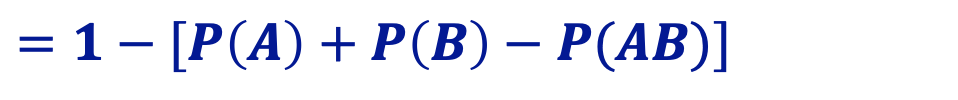 = 1 − [P(A) + P(B) − P(AB)]